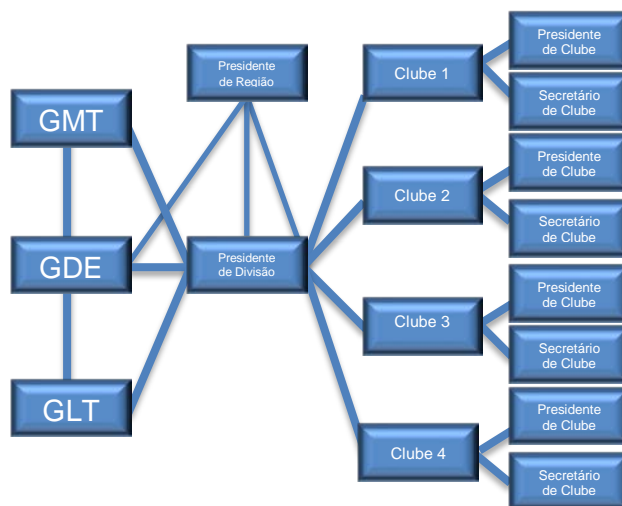 Presidente
de Região
GMT
GDE
GLT
Presidente
de Divisão
Clube 1
Presidente
de Clube
Secretário
de Clube
Clube 2
Presidente
de Clube
Secretário
de Clube
Clube 3
Presidente
de Clube
Secretário
de Clube
Clube 4
Presidente
de Clube
Secretário
de Clube